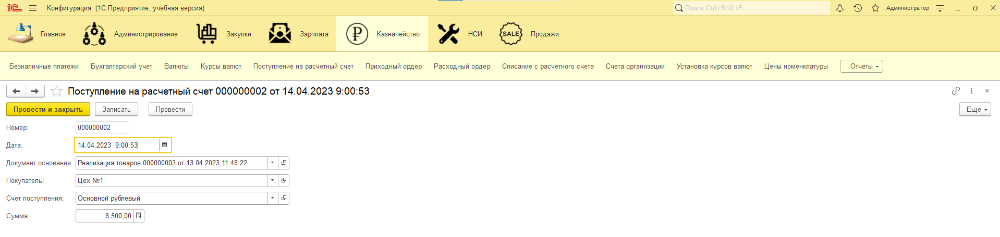 1С Конфигурация (1С:Предприятие, учебная версия) Поиск Ctrl+Shift+F Администратор
Главное Администрирование Закупки Зарплата Казначейство НСИ SALE Продажи
Безналичные платежи Бухгалтерский учет Валюты Курсы валют Поступление на расчетный счет Приходный ордер Расходный ордер Списание с расчетного счета Счета организации Установка курсов валют Цены номенклатуры Отчеты
Поступление на расчетный счет 000000002 от 14.04.2023 9:00:53
Провести и закрыть Записать Провести Еще
Номер: 000000002
Дата: 14.04.2023 9:00:53
Документ основания: Реализация товаров 000000003 от 13.04.2023 11:48:22
Покупатель: Цех №1
Счет поступления: Основной рублевый
Сумма: 8 500,00